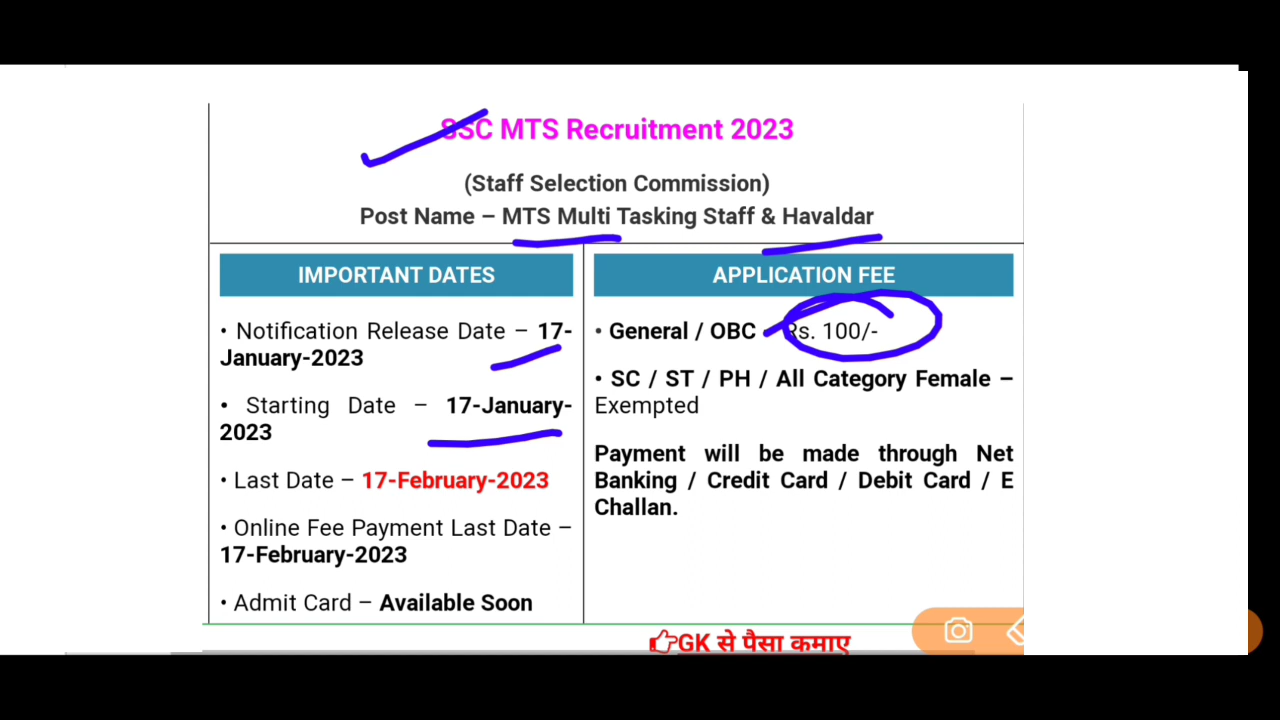 SSC MTS Recruitment 2023
(Staff Selection Commission)
Post Name – MTS Multi Tasking Staff & Havaldar
IMPORTANT DATES
• Notification Release Date – 17-
January-2023
• Starting Date – 17-January-
2023
• Last Date – 17-February-2023
• Online Fee Payment Last Date –
17-February-2023
• Admit Card – Available Soon
APPLICATION FEE
• General / OBC – Rs. 100/-
• SC / ST / PH / All Category Female –
Exempted
Payment will be made through Net
Banking / Credit Card / Debit Card / E
Challan.
GK से पैसा कमाए